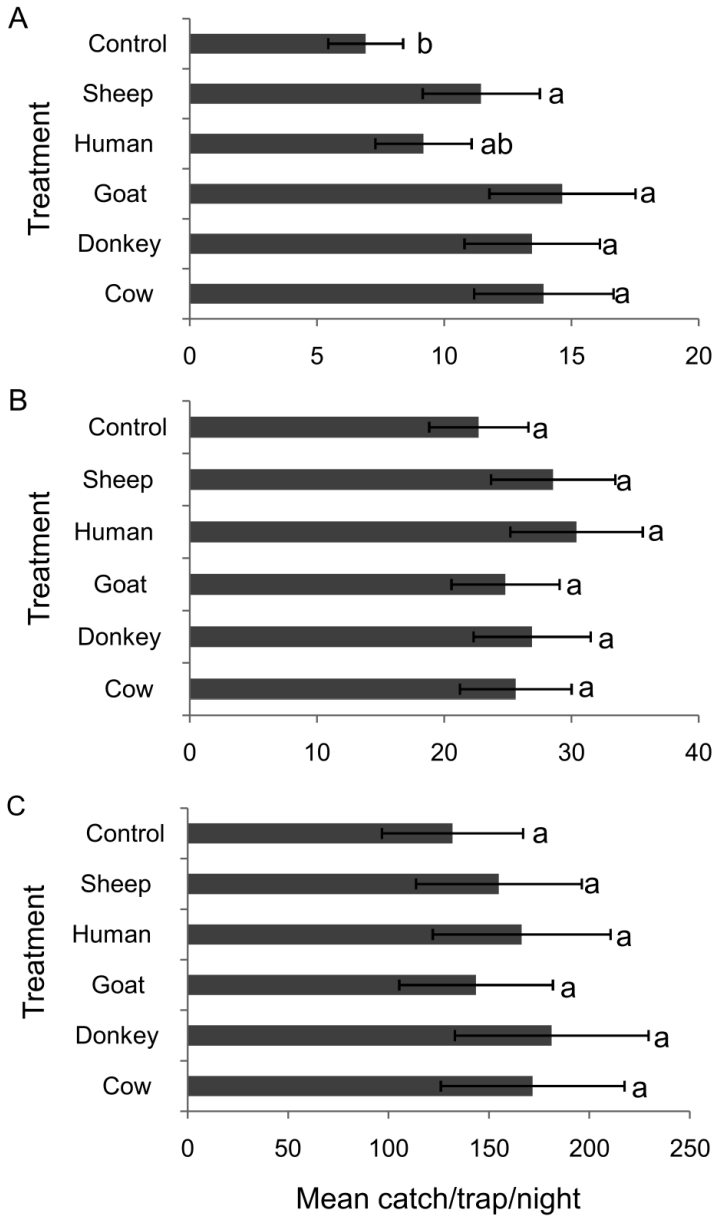 A
Treatment
Control b
Sheep a
Human ab
Goat a
Donkey a
Cow a
0 5 10 15 20
B
Treatment
Control a
Sheep a
Human a
Goat a
Donkey a
Cow a
0 10 20 30 40
C
Treatment
Control a
Sheep a
Human a
Goat a
Donkey a
Cow a
0 50 100 150 200 250
Mean catch/trap/night